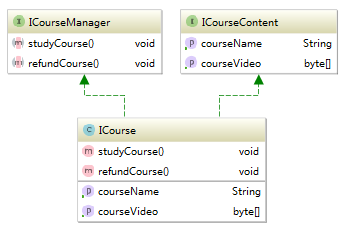 I ICourseManager
m studyCourse() void
m refundCourse() void
I ICourseContent
p courseName String
p courseVideo byte[]
C ICourse
m studyCourse() void
m refundCourse() void
p courseName String
p courseVideo byte[]